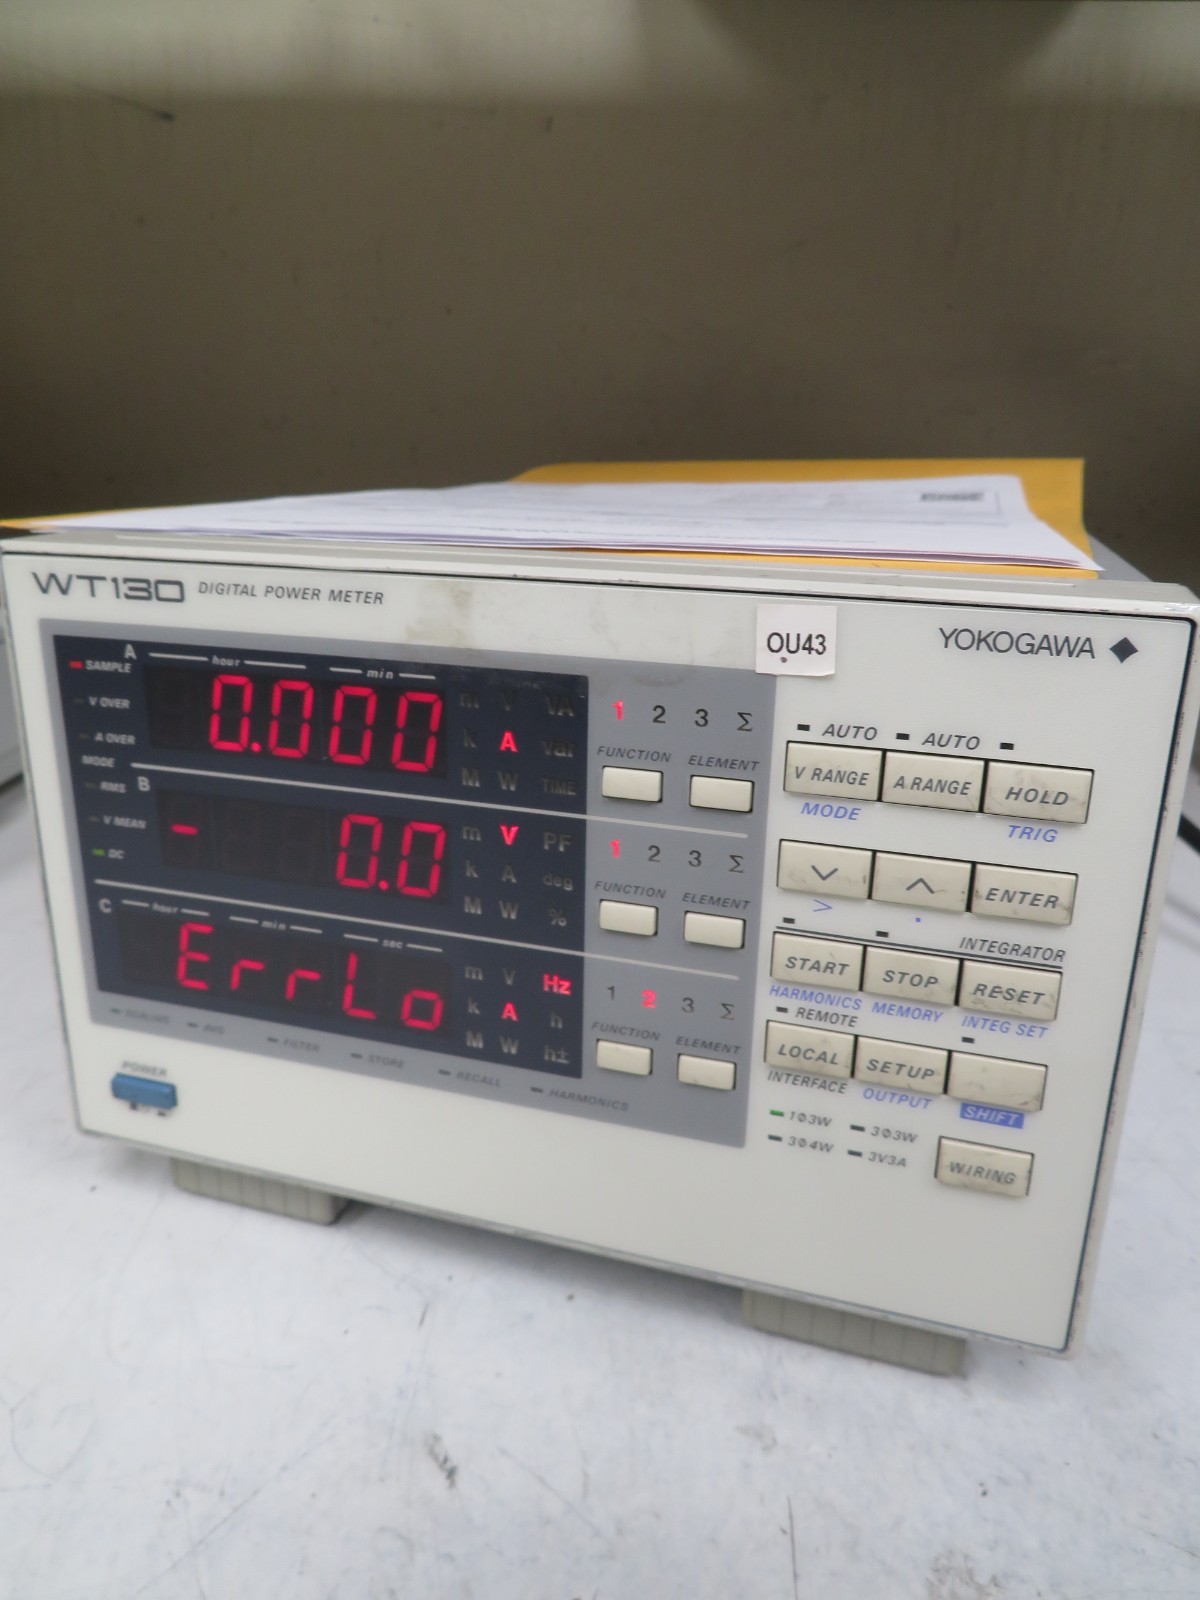 WT130 DIGITAL POWER METER
OU43
YOKOGAWA
A hour min
SAMPLE
V OVER
A OVER
0.000
m V VA
k A var
M W TIME
1 2 3 Σ
FUNCTION ELEMENT
MODE
RMS
V MEAN
DC
B
- 0.0
m V PF
k A deg
M W %
1 2 3 Σ
FUNCTION ELEMENT
C hour min sec
ErrLo
m V Hz
k A h
M W h±
1 2 3 Σ
FUNCTION ELEMENT
SCALING AVG FILTER STORE RECALL HARMONICS
POWER
AUTO AUTO
V RANGE A RANGE HOLD
MODE TRIG
ENTER
> .
INTEGRATOR
START STOP RESET
HARMONICS MEMORY INTEG SET
REMOTE
LOCAL SETUP
INTERFACE OUTPUT SHIFT
1Φ3W 3Φ3W
3Φ4W 3V3A
WIRING